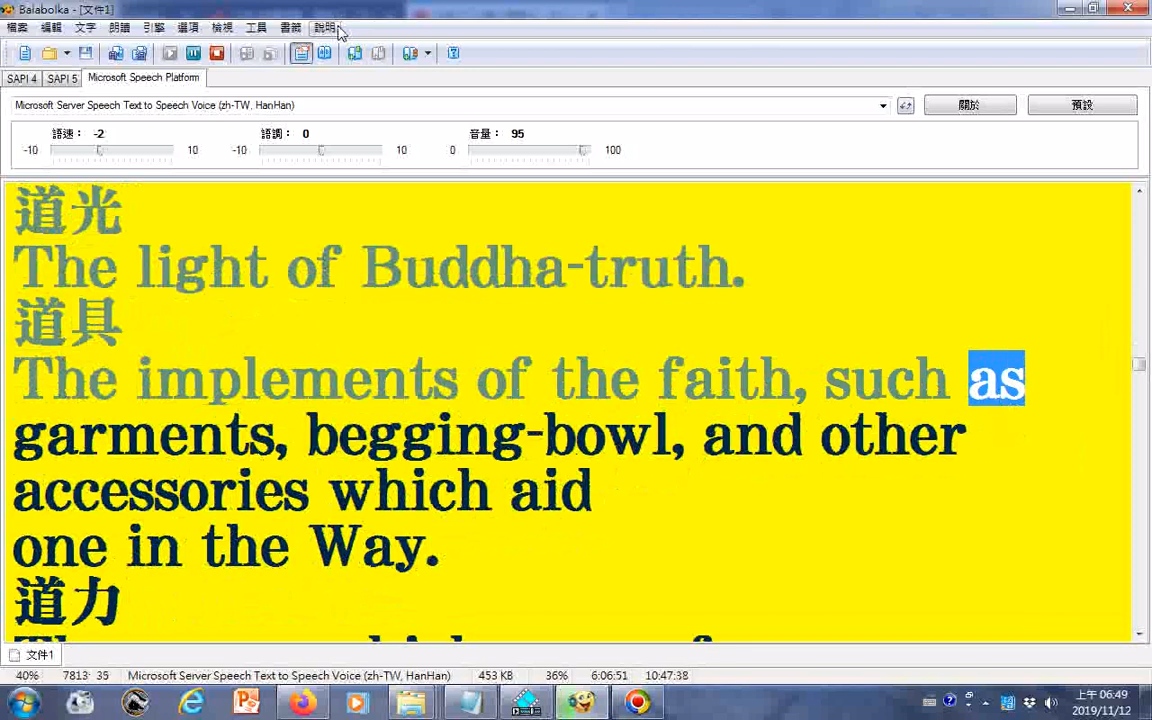 Balabolka - [文件1]
檔案 編輯 文字 朗讀 引擎 選項 檢視 工具 書籤 說明
SAPI 4 SAPI 5 Microsoft Speech Platform
Microsoft Server Speech Text to Speech Voice (zh-TW, HanHan) 關於 預設
語速： -2 語調： 0 音量： 95
-10 10 -10 10 0 100
道光
The light of Buddha-truth.
道具
The implements of the faith, such as
garments, begging-bowl, and other
accessories which aid
one in the Way.
道力
文件1
40% 7813: 35 Microsoft Server Speech Text to Speech Voice (zh-TW, HanHan) 453 KB 36% 6:06:51 10:47:38
上午 06:49
2019/11/12